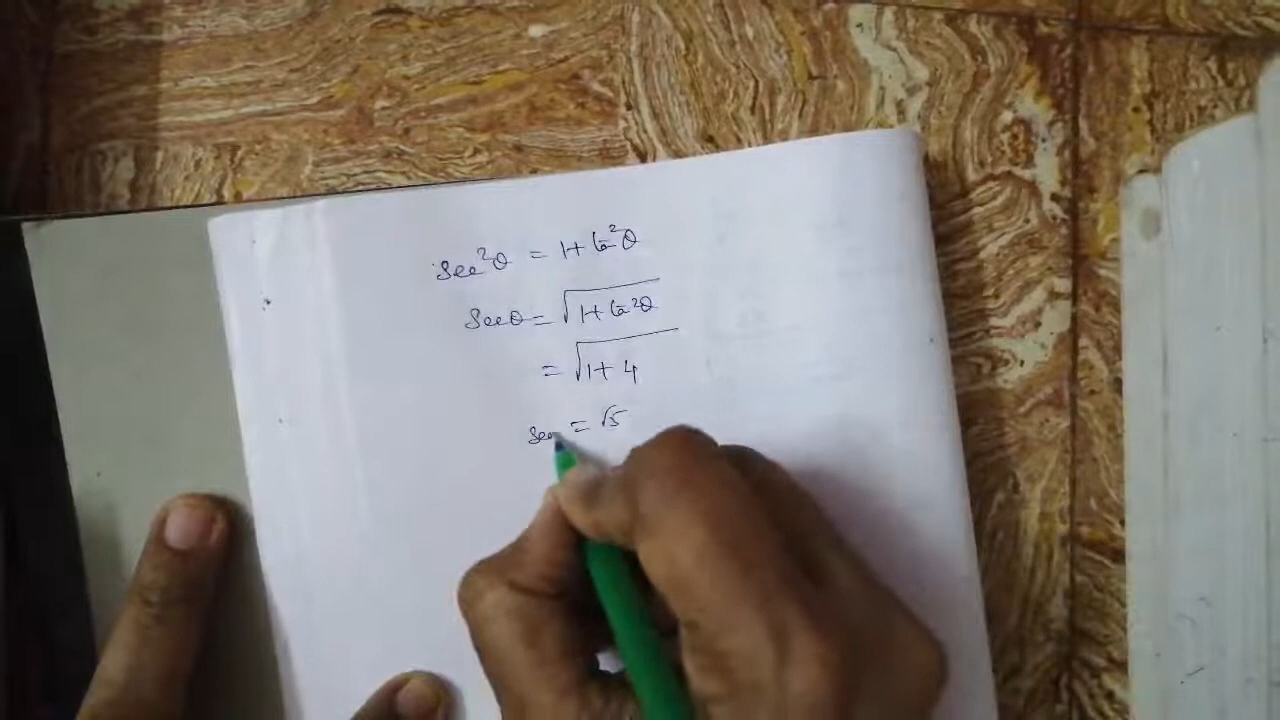 sec²θ = 1 + tan²θ
secθ = √1 + tan²θ
= √1 + 4
sec = √5